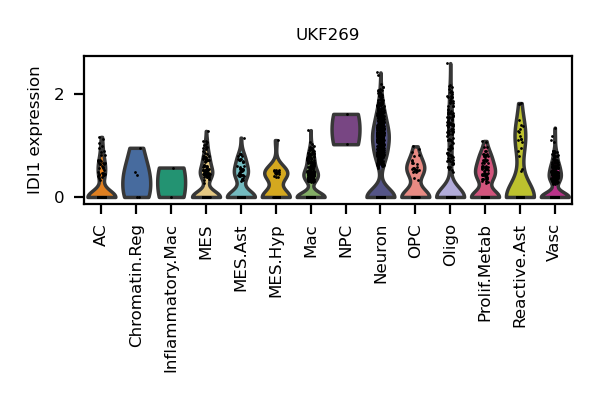 UKF269
IDI1 expression
2
0
AC
Chromatin.Reg
Inflammatory.Mac
MES
MES.Ast
MES.Hyp
Mac
NPC
Neuron
OPC
Oligo
Prolif.Metab
Reactive.Ast
Vasc